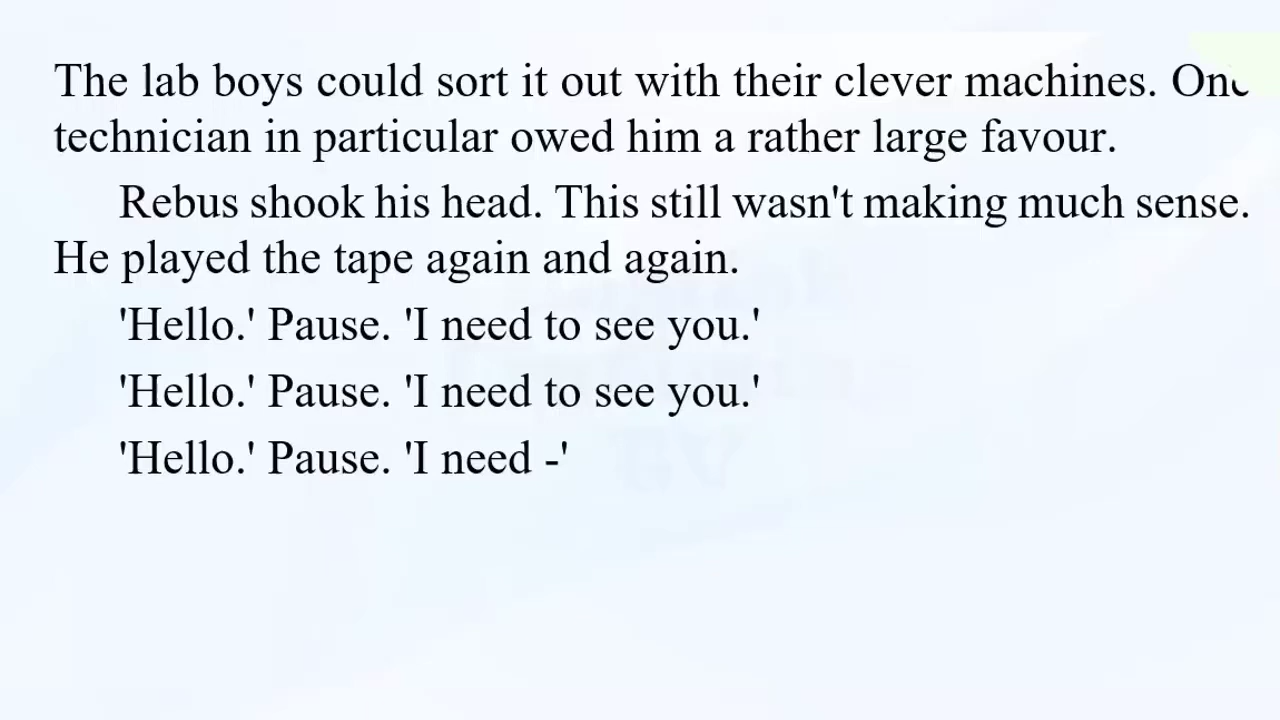 The lab boys could sort it out with their clever machines. One
technician in particular owed him a rather large favour.
Rebus shook his head. This still wasn't making much sense.
He played the tape again and again.
'Hello.' Pause. 'I need to see you.'
'Hello.' Pause. 'I need to see you.'
'Hello.' Pause. 'I need -'